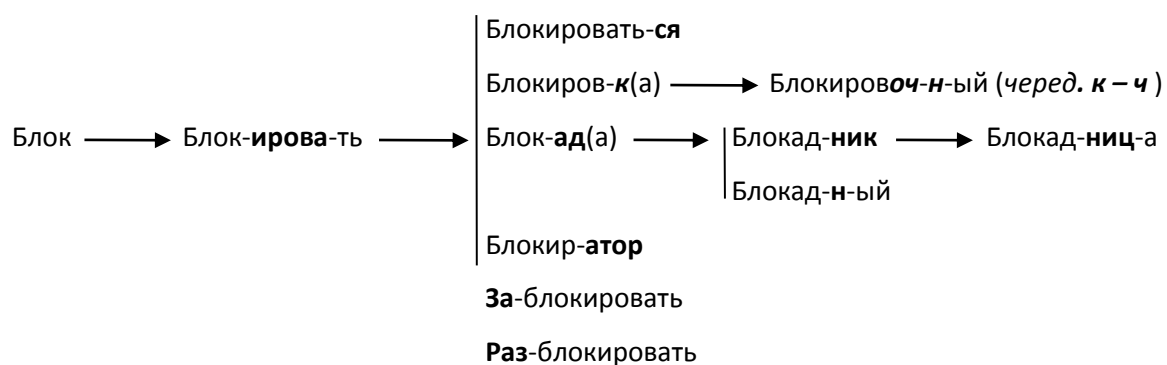 Блокировать-ся
Блокиров-к(а) Блокировоч-н-ый (черед. к – ч )
Блок Блок-ирова-ть Блок-ад(а) Блокад-ник Блокад-ниц-а
Блокад-н-ый
Блокир-атор
За-блокировать
Раз-блокировать